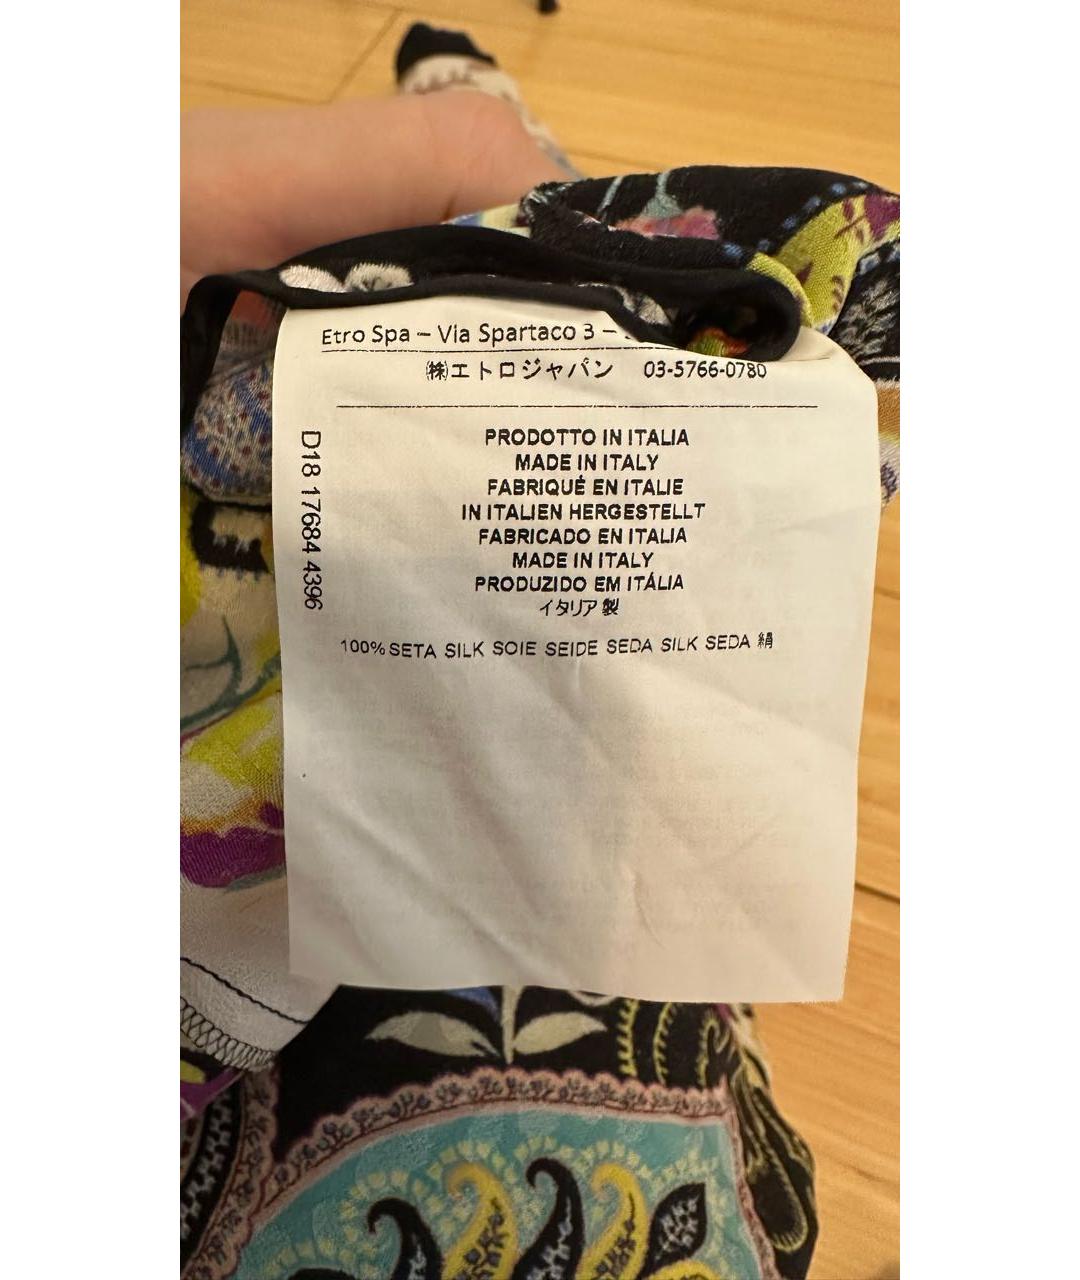 Etro Spa – Via Spartaco 3 –
㈱エトロジャパン 03-5766-0780
D18 17684 4396
PRODOTTO IN ITALIA
MADE IN ITALY
FABRIQUÉ EN ITALIE
IN ITALIEN HERGESTELLT
FABRICADO EN ITALIA
MADE IN ITALY
PRODUZIDO EM ITÁLIA
イタリア製
100% SETA SILK SOIE SEIDE SEDA SILK SEDA 絹